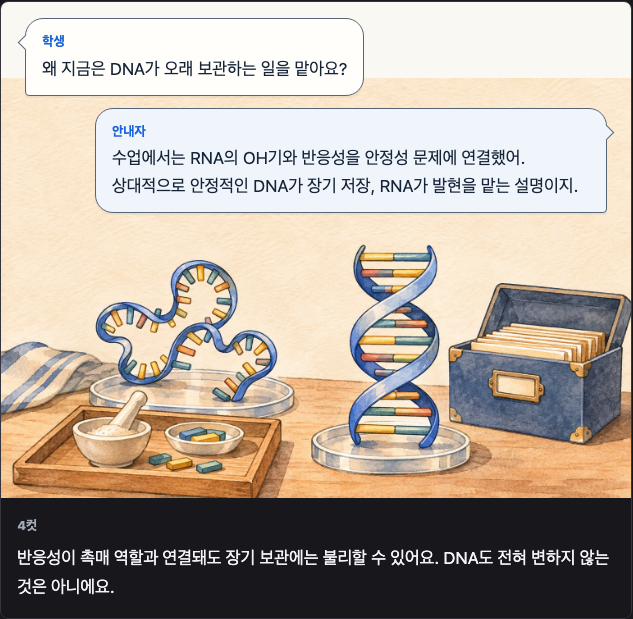 학생
왜 지금은 DNA가 오래 보관하는 일을 맡아요?
안내자
수업에서는 RNA의 OH기와 반응성을 안정성 문제에 연결했어.
상대적으로 안정적인 DNA가 장기 저장, RNA가 발현을 맡는 설명이지.
4컷
반응성이 촉매 역할과 연결돼도 장기 보관에는 불리할 수 있어요. DNA도 전혀 변하지 않는
것은 아니에요.